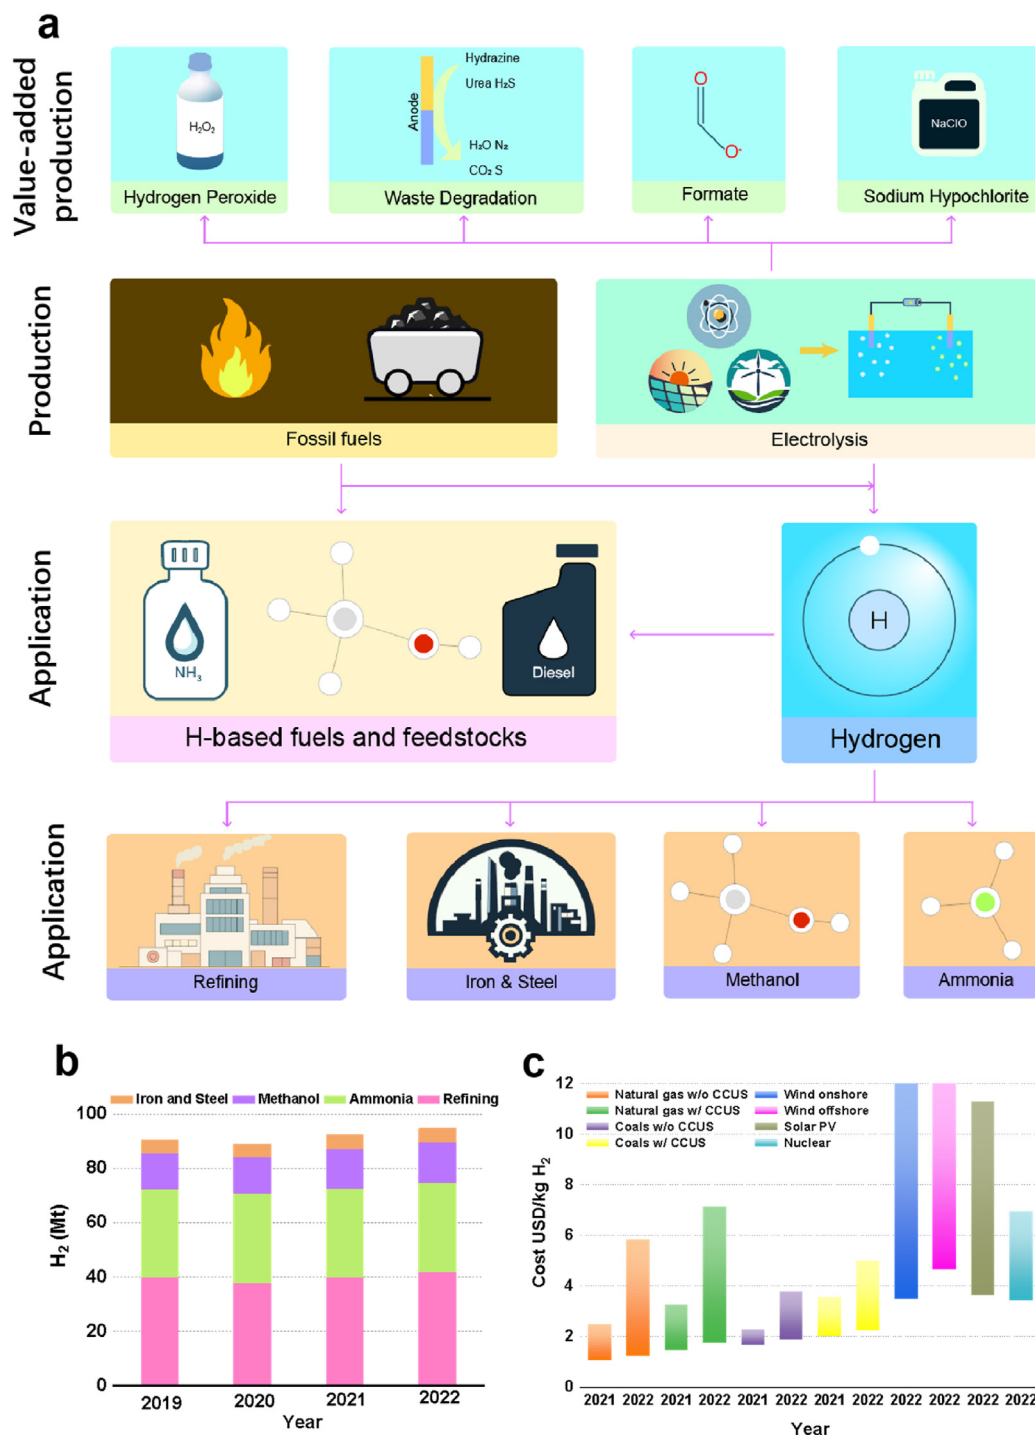 a
Value-added
production
H₂O₂
Hydrogen Peroxide
Anode
Hydrazine
Urea H₂S
H₂O N₂
CO₂ S
Waste Degradation
O
O-
Formate
NaClO
Sodium Hypochlorite
Production
Fossil fuels
Electrolysis
Application
NH₃
Diesel
H-based fuels and feedstocks
H
Hydrogen
Application
Refining
Iron & Steel
Methanol
Ammonia
b
Iron and Steel Methanol Ammonia Refining
H₂ (Mt)
100
80
60
40
20
0
2019 2020 2021 2022
Year
c
Cost USD/kg H₂
12
10
8
6
4
2
0
Natural gas w/o CCUS
Natural gas w/ CCUS
Coals w/o CCUS
Coals w/ CCUS
Wind onshore
Wind offshore
Solar PV
Nuclear
2021 2022 2021 2022 2021 2022 2021 2022 2022 2022 2022 2022
Year